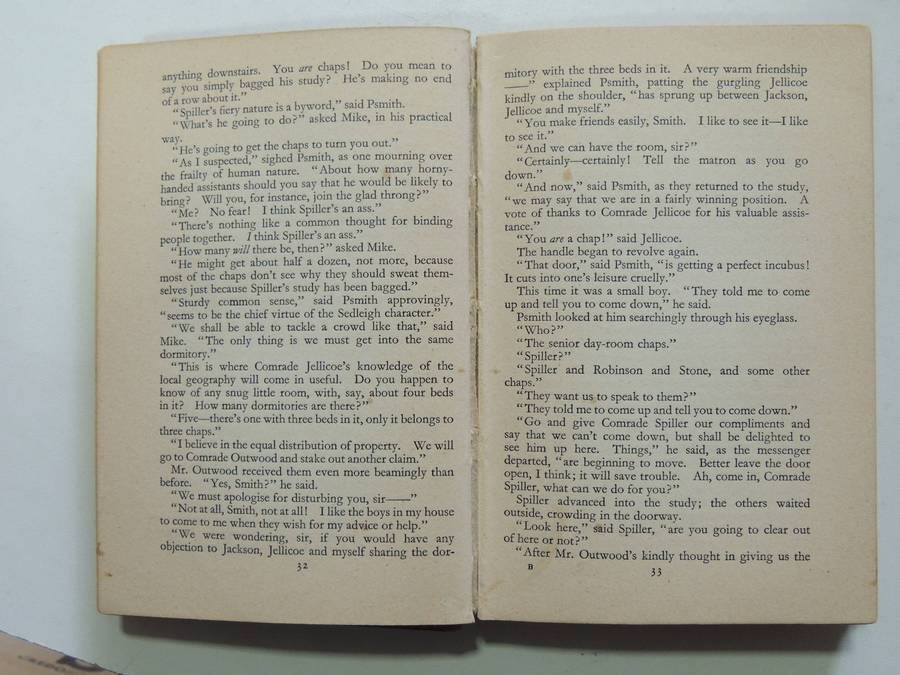 anything downstairs. You are chaps! Do you mean to
say you simply bagged his study? He's making no end
of a row about it."
"Spiller's fiery nature is a byword," said Psmith.
"What's he going to do?" asked Mike, in his practical
way.
"He's going to get the chaps to turn you out."
"As I suspected," sighed Psmith, as one mourning over
the frailty of human nature. "About how many horny-
handed assistants should you say that he would be likely to
bring? Will you, for instance, join the glad throng?"
"Me? No fear! I think Spiller's an ass."
"There's nothing like a common thought for binding
people together. I think Spiller's an ass."
"How many will there be, then?" asked Mike.
"He might get about half a dozen, not more, because
most of the chaps don't see why they should sweat them-
selves just because Spiller's study has been bagged."
"Sturdy common sense," said Psmith approvingly,
"seems to be the chief virtue of the Sedleigh character."
"We shall be able to tackle a crowd like that," said
Mike. "The only thing is we must get into the same
dormitory."
"This is where Comrade Jellicoe's knowledge of the
local geography will come in useful. Do you happen to
know of any snug little room, with, say, about four beds
in it? How many dormitories are there?"
"Five—there's one with three beds in it, only it belongs to
three chaps."
"I believe in the equal distribution of property. We will
go to Comrade Outwood and stake out another claim."
Mr. Outwood received them even more beamingly than
before. "Yes, Smith?" he said.
"We must apologise for disturbing you, sir——"
"Not at all, Smith, not at all! I like the boys in my house
to come to me when they wish for my advice or help."
"We were wondering, sir, if you would have any
objection to Jackson, Jellicoe and myself sharing the dor-
32
mitory with the three beds in it. A very warm friendship
——" explained Psmith, patting the gurgling Jellicoe
kindly on the shoulder, "has sprung up between Jackson,
Jellicoe and myself."
"You make friends easily, Smith. I like to see it—I like
to see it."
"And we can have the room, sir?"
"Certainly—certainly! Tell the matron as you go
down."
"And now," said Psmith, as they returned to the study,
"we may say that we are in a fairly winning position. A
vote of thanks to Comrade Jellicoe for his valuable assis-
tance."
"You are a chap!" said Jellicoe.
The handle began to revolve again.
"That door," said Psmith, "is getting a perfect incubus!
It cuts into one's leisure cruelly."
This time it was a small boy. "They told me to come
up and tell you to come down," he said.
Psmith looked at him searchingly through his eyeglass.
"Who?"
"The senior day-room chaps."
"Spiller?"
"Spiller and Robinson and Stone, and some other
chaps."
"They want us to speak to them?"
"They told me to come up and tell you to come down."
"Go and give Comrade Spiller our compliments and
say that we can't come down, but shall be delighted to
see him up here. Things," he said, as the messenger
departed, "are beginning to move. Better leave the door
open, I think; it will save trouble. Ah, come in, Comrade
Spiller, what can we do for you?"
Spiller advanced into the study; the others waited
outside, crowding in the doorway.
"Look here," said Spiller, "are you going to clear out
of here or not?"
"After Mr. Outwood's kindly thought in giving us the
B
33